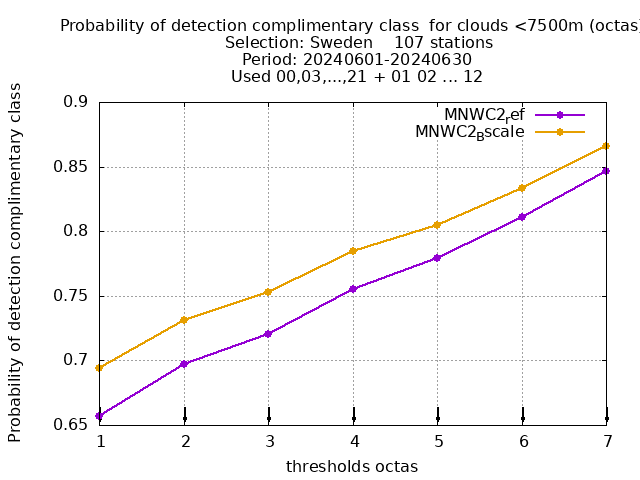 Probability of detection complimentary class for clouds <7500m (octas)
Selection: Sweden 107 stations
Period: 20240601-20240630
Used 00,03,...,21 + 01 02 ... 12
MNWC2ref
MNWC2Bscale
Probability of detection complimentary class
0.9
0.85
0.8
0.75
0.7
0.65
1 2 3 4 5 6 7
thresholds octas